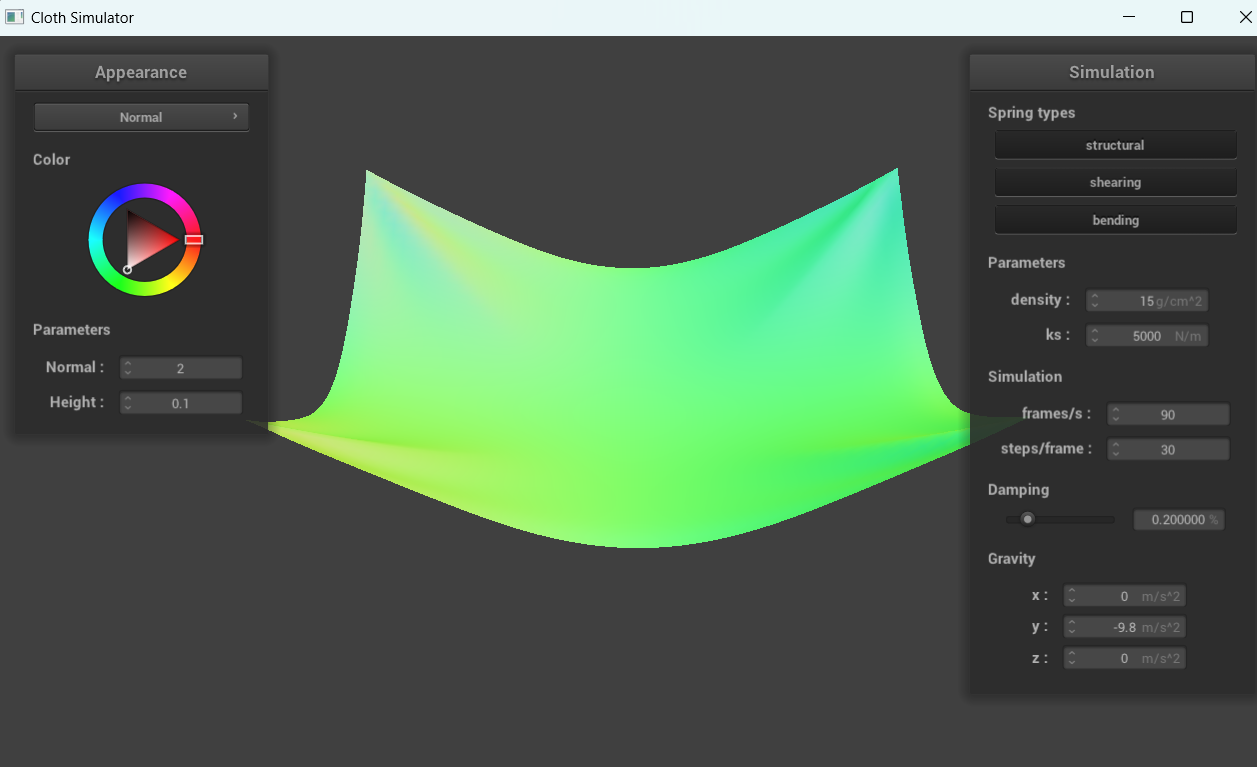 Cloth Simulator
Appearance
Normal
Color
Parameters
Normal : 2
Height : 0.1
Simulation
Spring types
structural
shearing
bending
Parameters
density : 15 g/cm^2
ks : 5000 N/m
Simulation
frames/s : 90
steps/frame : 30
Damping
0.200000 %
Gravity
x : 0 m/s^2
y : -9.8 m/s^2
z : 0 m/s^2